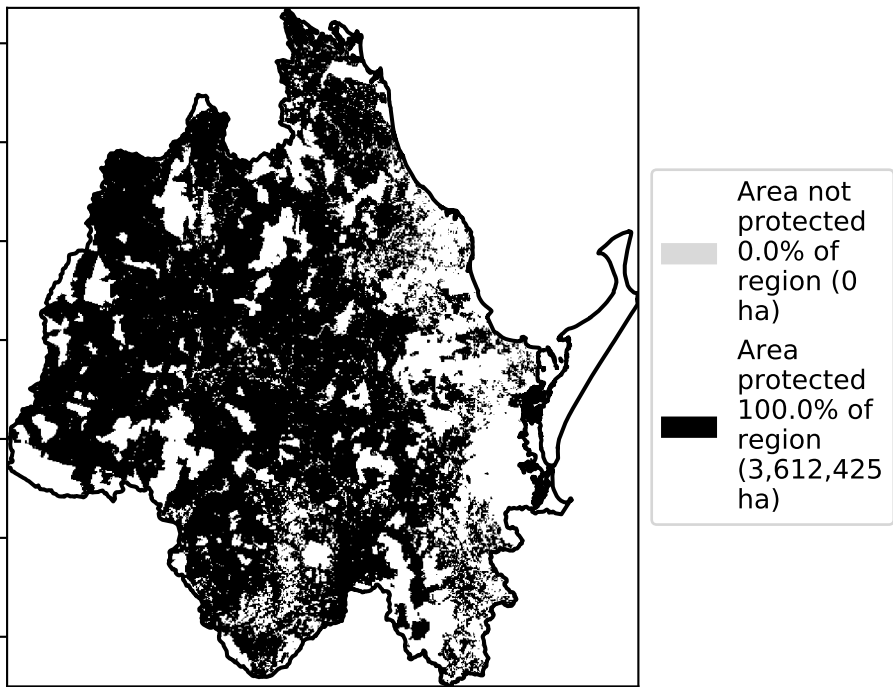 Area not
protected
0.0% of
region (0
ha)
Area
protected
100.0% of
region
(3,612,425
ha)